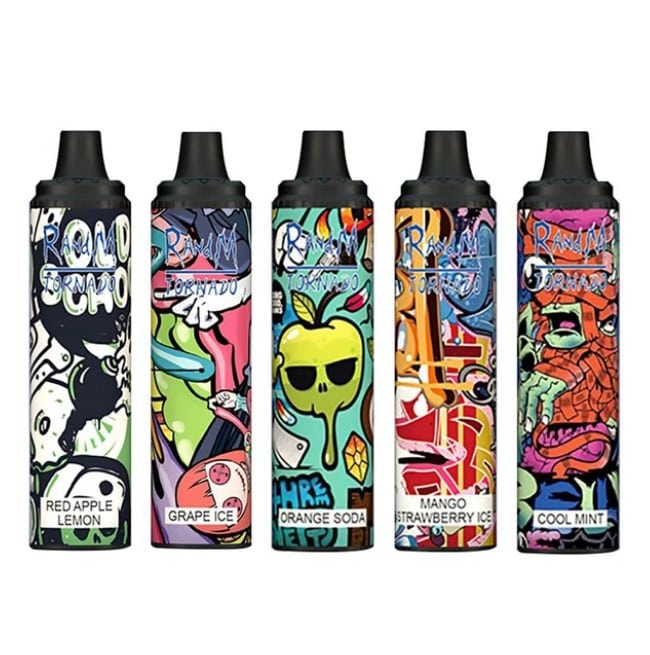 RandM
TORNADO
RED APPLE
LEMON
RandM
TORNADO
GRAPE ICE
RandM
TORNADO
ORANGE SODA
RandM
TORNADO
MANGO
STRAWBERRY ICE
RandM
TORNADO
COOL MINT